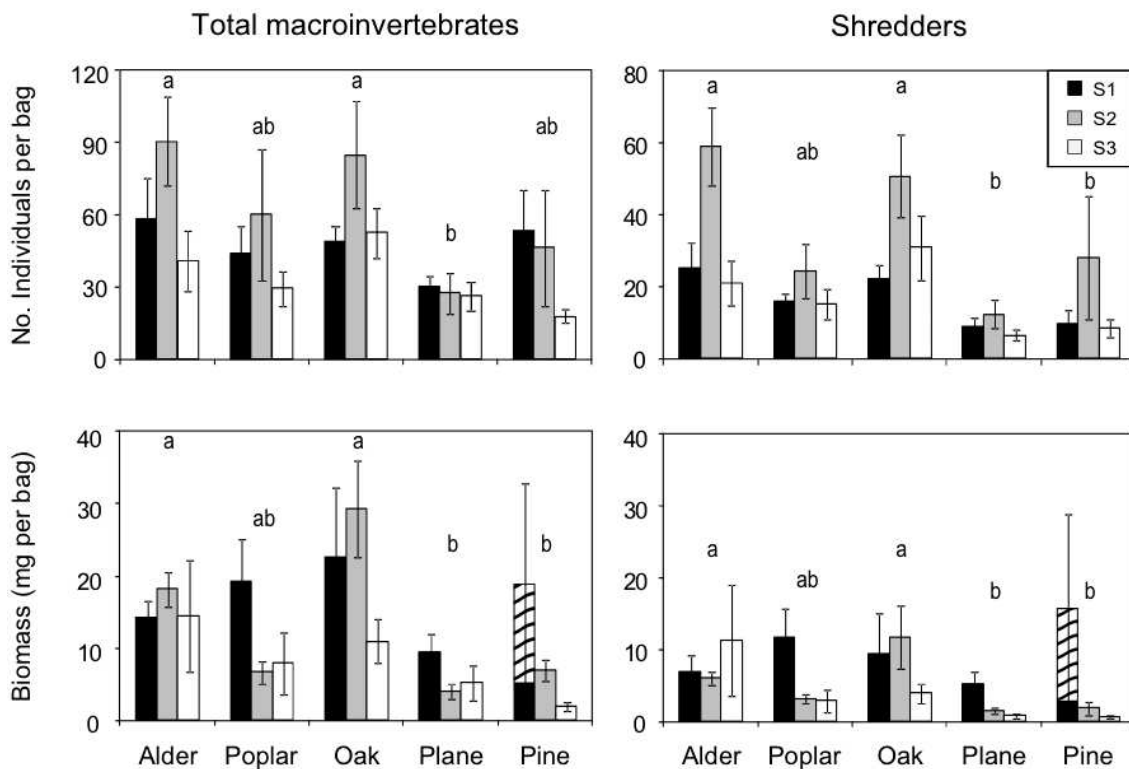 Total macroinvertebrates
Shredders
No. Individuals per bag
120
90
60
30
0
a
ab
a
b
ab
80
60
40
20
0
a
ab
a
b
b
S1
S2
S3
Biomass (mg per bag)
40
30
20
10
0
a
ab
a
b
b
Alder Poplar Oak Plane Pine
40
30
20
10
0
a
ab
a
b
b
Alder Poplar Oak Plane Pine